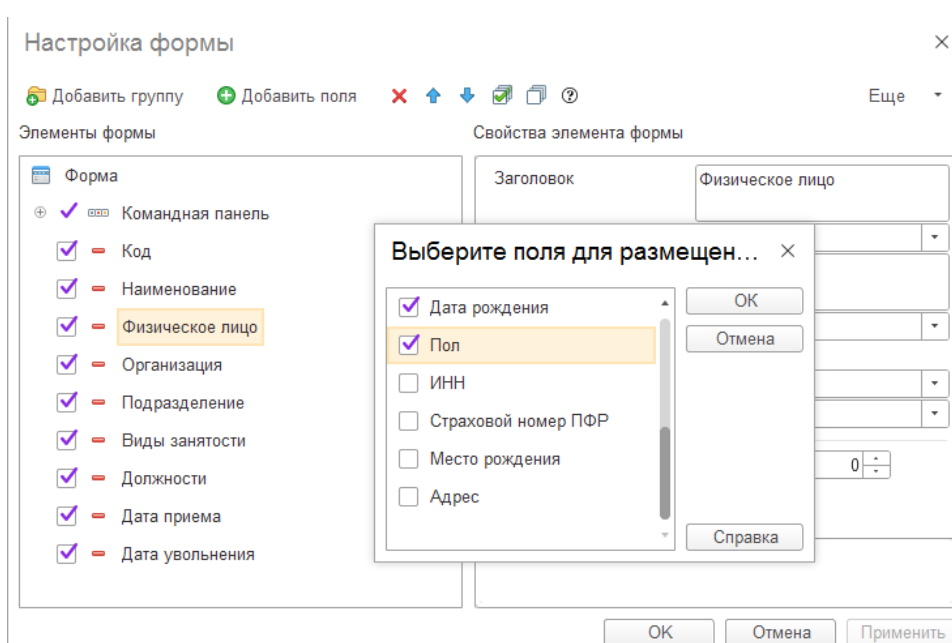 Настройка формы
Добавить группу Добавить поля Еще
Элементы формы Свойства элемента формы
Форма
Заголовок Физическое лицо
Командная панель
Код
Наименование
Физическое лицо
Организация
Подразделение
Виды занятости
Должности
Дата приема
Дата увольнения
Выберите поля для размещен...
Дата рождения
Пол
ИНН
Страховой номер ПФР
Место рождения
Адрес
ОК
Отмена
Справка
0
ОК Отмена Применить